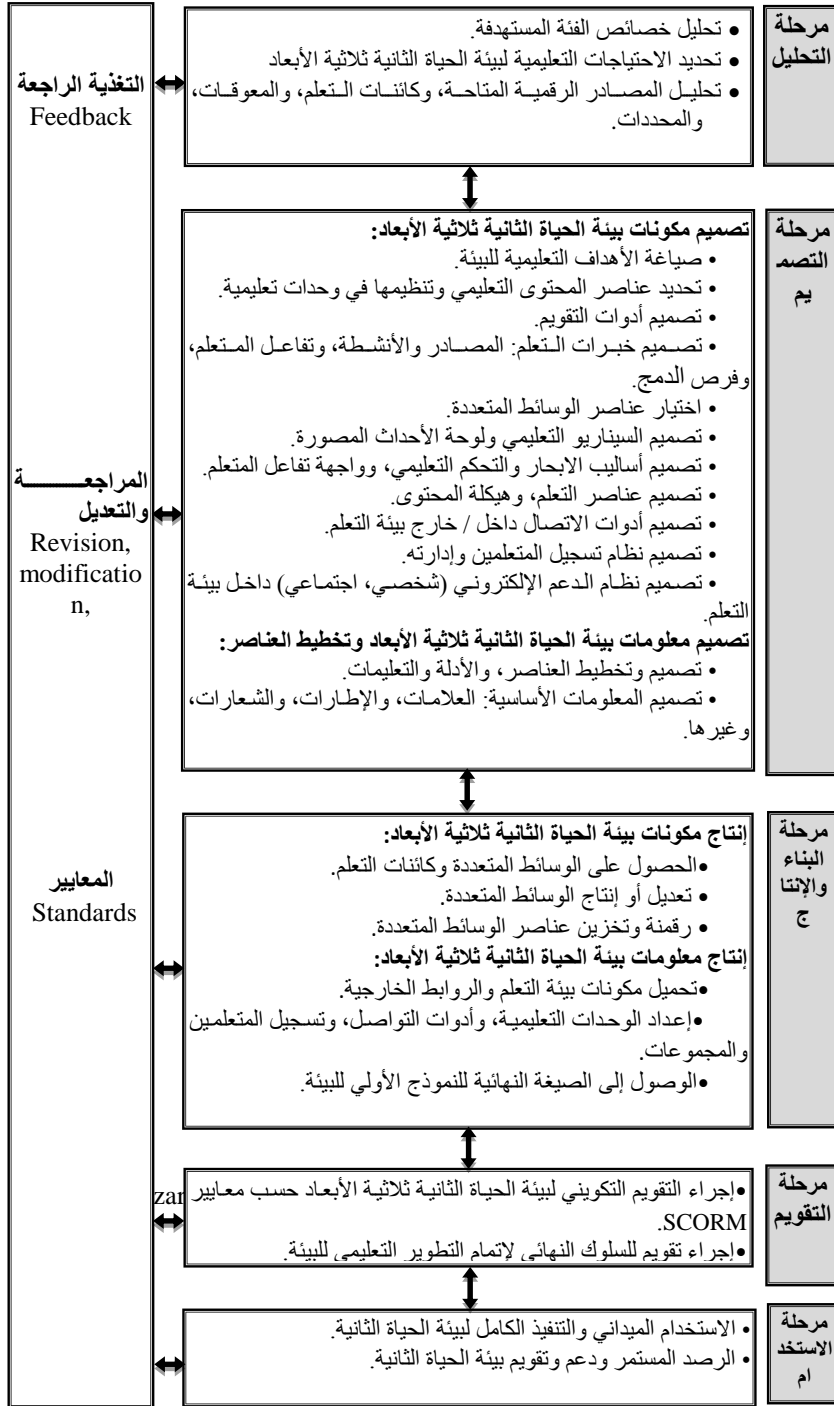 مرحلة
التحليل
• تحليل خصائص الفئة المستهدفة.
• تحديد الاحتياجات التعليمية لبيئة الحياة الثانية ثلاثية الأبعاد
• تحليل المصادر الرقمية المتاحة، وكائنات التعلم، والمعوقات،
والمحددات.
التغذية الراجعة
Feedback
مرحلة
التصم
يم
تصميم مكونات بيئة الحياة الثانية ثلاثية الأبعاد:
• صياغة الأهداف التعليمية للبيئة.
• تحديد عناصر المحتوى التعليمي وتنظيمها في وحدات تعليمية.
• تصميم أدوات التقويم.
• تصميم خبرات التعلم: المصادر والأنشطة، وتفاعل المتعلم،
وفرص الدمج.
• اختيار عناصر الوسائط المتعددة.
• تصميم السيناريو التعليمي ولوحة الأحداث المصورة.
• تصميم أساليب الابحار والتحكم التعليمي، وواجهة تفاعل المتعلم.
• تصميم عناصر التعلم، وهيكلة المحتوى.
• تصميم أدوات الاتصال داخل / خارج بيئة التعلم.
• تصميم نظام تسجيل المتعلمين وإدارته.
• تصميم نظام الدعم الإلكتروني (شخصي، اجتماعي) داخل بيئة
التعلم.
تصميم معلومات بيئة الحياة الثانية ثلاثية الأبعاد وتخطيط العناصر:
• تصميم وتخطيط العناصر، والأدلة والتعليمات.
• تصميم المعلومات الأساسية: العلامات، والإطارات، والشعارات،
وغيرها.
المراجعة
والتعديل
Revision,
modificatio
n,
مرحلة
البناء
والإنتا
ج
إنتاج مكونات بيئة الحياة الثانية ثلاثية الأبعاد:
•الحصول على الوسائط المتعددة وكائنات التعلم.
• تعديل أو إنتاج الوسائط المتعددة.
• رقمنة وتخزين عناصر الوسائط المتعددة.
إنتاج معلومات بيئة الحياة الثانية ثلاثية الأبعاد:
•تحميل مكونات بيئة التعلم والروابط الخارجية.
•إعداد الوحدات التعليمية، وأدوات التواصل، وتسجيل المتعلمين
والمجموعات.
•الوصول إلى الصيغة النهائية للنموذج الأولي للبيئة.
المعايير
Standards
مرحلة
التقويم
•إجراء التقويم التكويني لبيئة الحياة الثانية ثلاثية الأبعاد حسب معايير
SCORM.
•إجراء تقويم للسلوك النهائي لإتمام التطوير التعليمي للبيئة.
zar
مرحلة
الاستخد
ام
• الاستخدام الميداني والتنفيذ الكامل لبيئة الحياة الثانية.
• الرصد المستمر ودعم وتقويم بيئة الحياة الثانية.